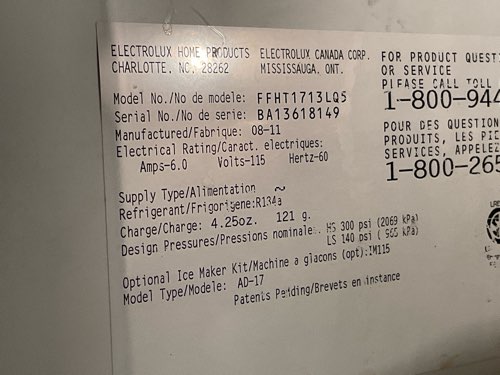 ELECTROLUX HOME PRODUCTS
CHARLOTTE, NC. 28262
ELECTROLUX CANADA CORP.
MISSISSAUGA, ONT.
Model No./No de modele: FFHT1713LQ5
Serial No./No de serie: BA13618149
Manufactured/Fabrique: 08-11
Electrical Rating/Caract. electriques:
Amps-6.0 Volts-115 Hertz-60
Supply Type/Alimentation ~
Refrigerant/Frigorigene:R134a
Charge/Charge: 4.25oz. 121 g.
Design Pressures/Pressions nominale: HS 300 psi (2069 kPa)
LS 140 psi ( 965 kPa)
Optional Ice Maker Kit/Machine a glacons (opt):IM115
Model Type/Modele: AD-17
Patents Pending/Brevets en instance
FOR PRODUCT
OR SERVICE
PLEASE CALL TOLL
1-800-944
POUR DES QUESTION
PRODUITS, LES PIC
SERVICES, APPELEZ
1-800-265